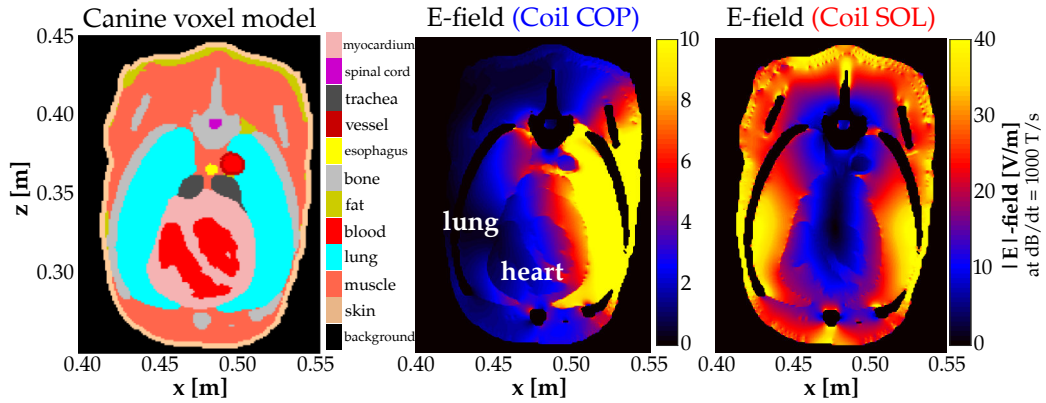 Canine voxel model
E-field (Coil COP)
E-field (Coil SOL)
0.45
0.40
0.35
0.30
z [m]
0.40 0.45 0.50 0.55
x [m]
myocardium
spinal cord
trachea
vessel
esophagus
bone
fat
blood
lung
muscle
skin
background
lung
heart
0.40 0.45 0.50 0.55
x [m]
10
8
6
4
2
0
0.40 0.45 0.50 0.55
x [m]
40
30
20
10
0
|E|-field [V/m]
at dB/dt = 1000 T/s